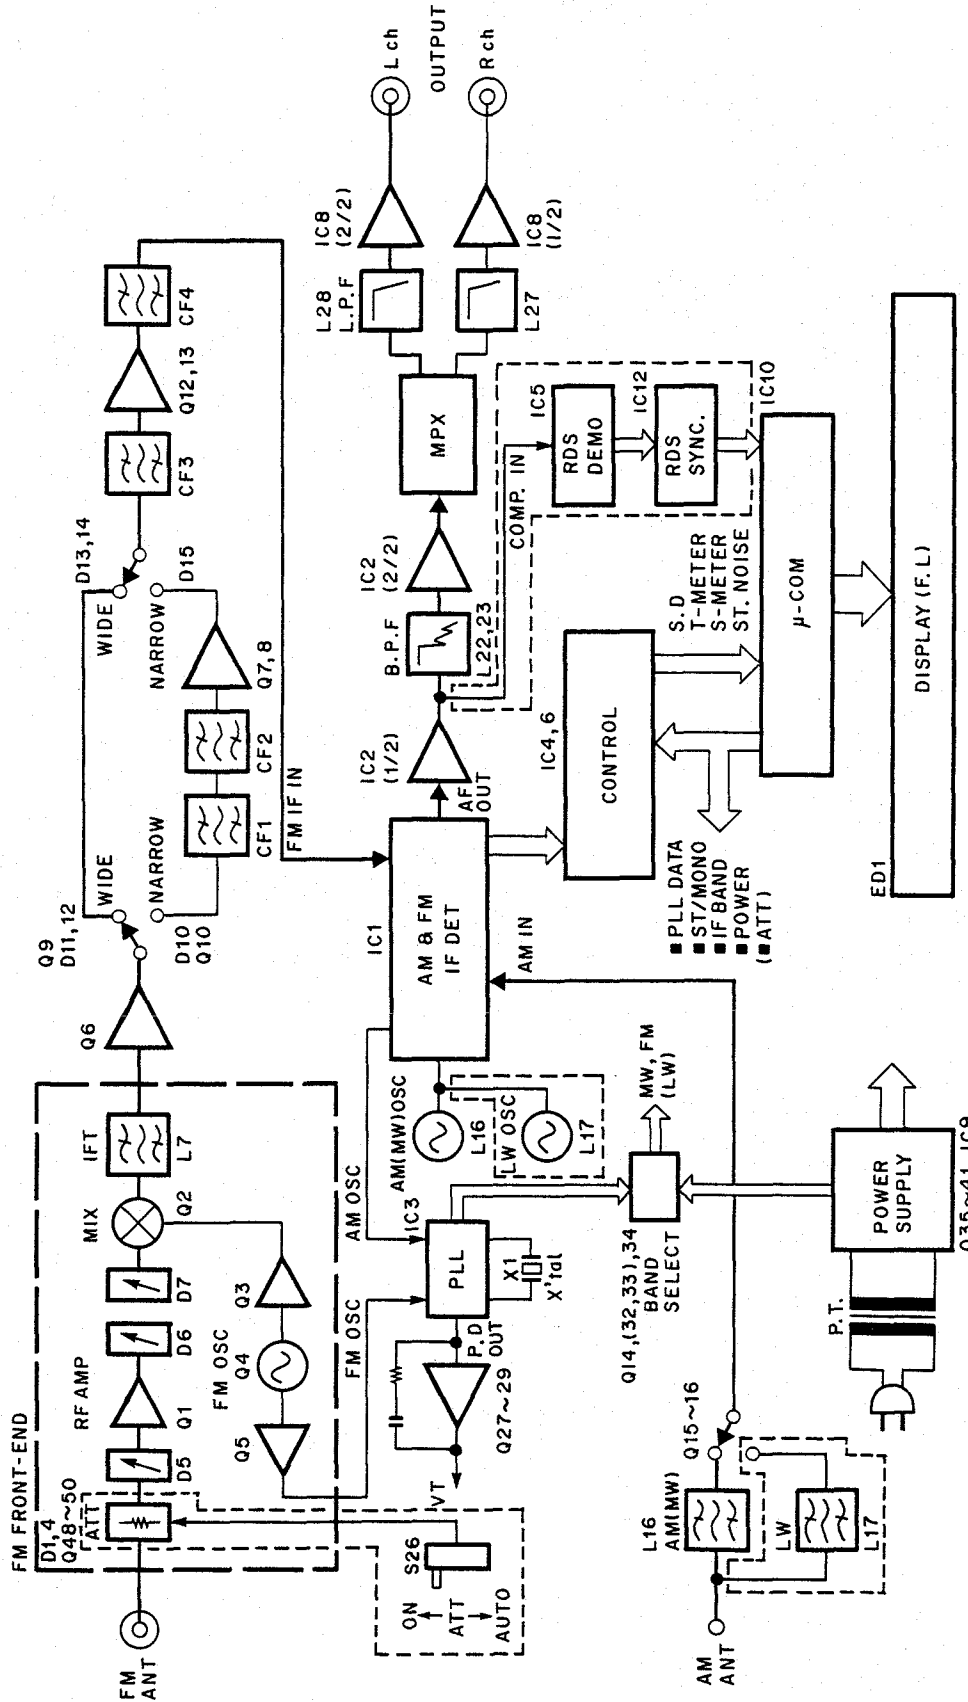 FM FRONT-END
FM
ANT
D1,4
Q48~50
ATT
D5
RF AMP
Q1
D6
D7
MIX
Q2
IFT
L7
Q5
FM OSC
Q4
Q3
Q6
Q9
D11,12
WIDE
NARROW
D10
Q10
CF1
CF2
Q7,8
WIDE
NARROW
D13,14
D15
CF3
Q12,13
CF4
FM IF IN
ON
ATT
AUTO
S26
VT
Q27~29
P.D
OUT
FM OSC
AM OSC
IC3
PLL
X1
X'tal
AM(MW)OSC
L16
LW OSC
L17
IC1
AM & FM
IF DET
AM IN
AF OUT
IC2
(1/2)
B.P.F
L22,23
IC2
(2/2)
MPX
L28
L.P.F
L27
IC8
(2/2)
IC8
(1/2)
L ch
OUTPUT
R ch
COMP. IN
IC5
RDS
DEMO
IC12
RDS
SYNC.
IC10
IC4,6
CONTROL
S.D
T-METER
S-METER
ST. NOISE
μ-COM
■ PLL DATA
■ ST/MONO
■ IF BAND
■ POWER
(■ ATT)
ED1
DISPLAY (F.L)
Q14,(32,33),34
BAND
SELECT
MW, FM
(LW)
AM
ANT
L16
AM(MW)
LW
L17
Q15~16
P.T.
POWER
SUPPLY
Q35~41, IC9